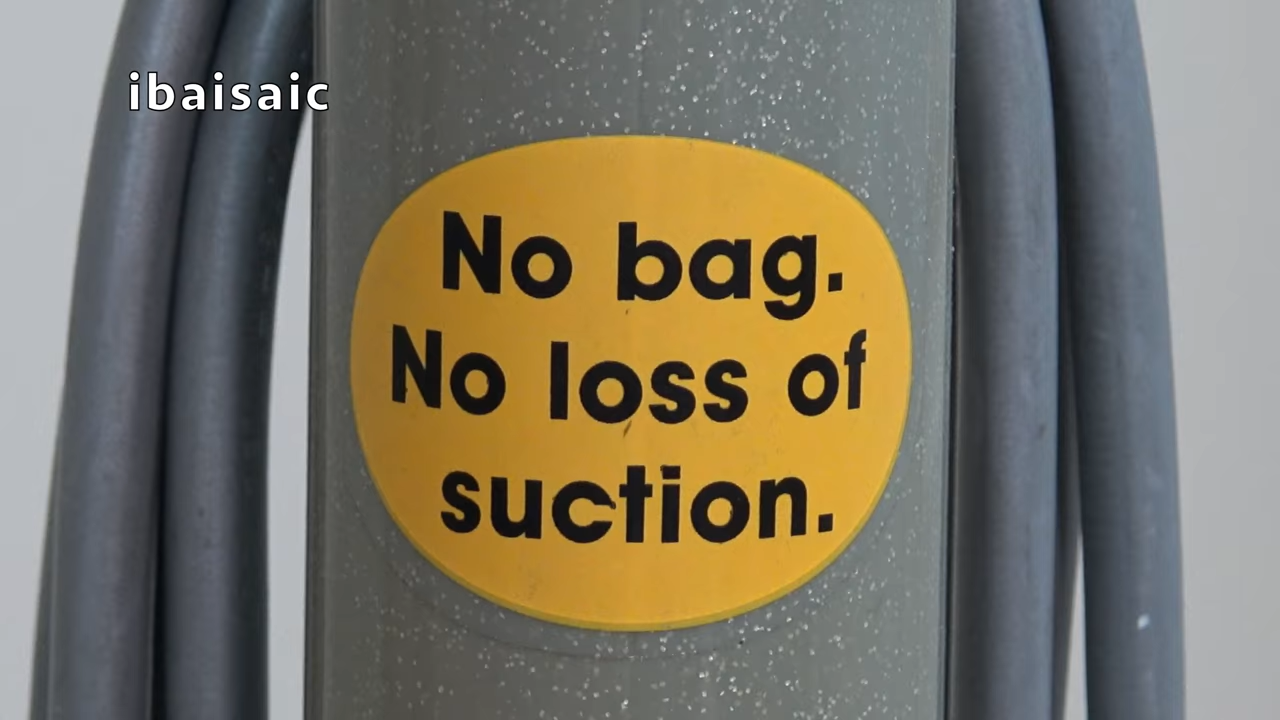 ibaisaic
No bag.
No loss of
suction.